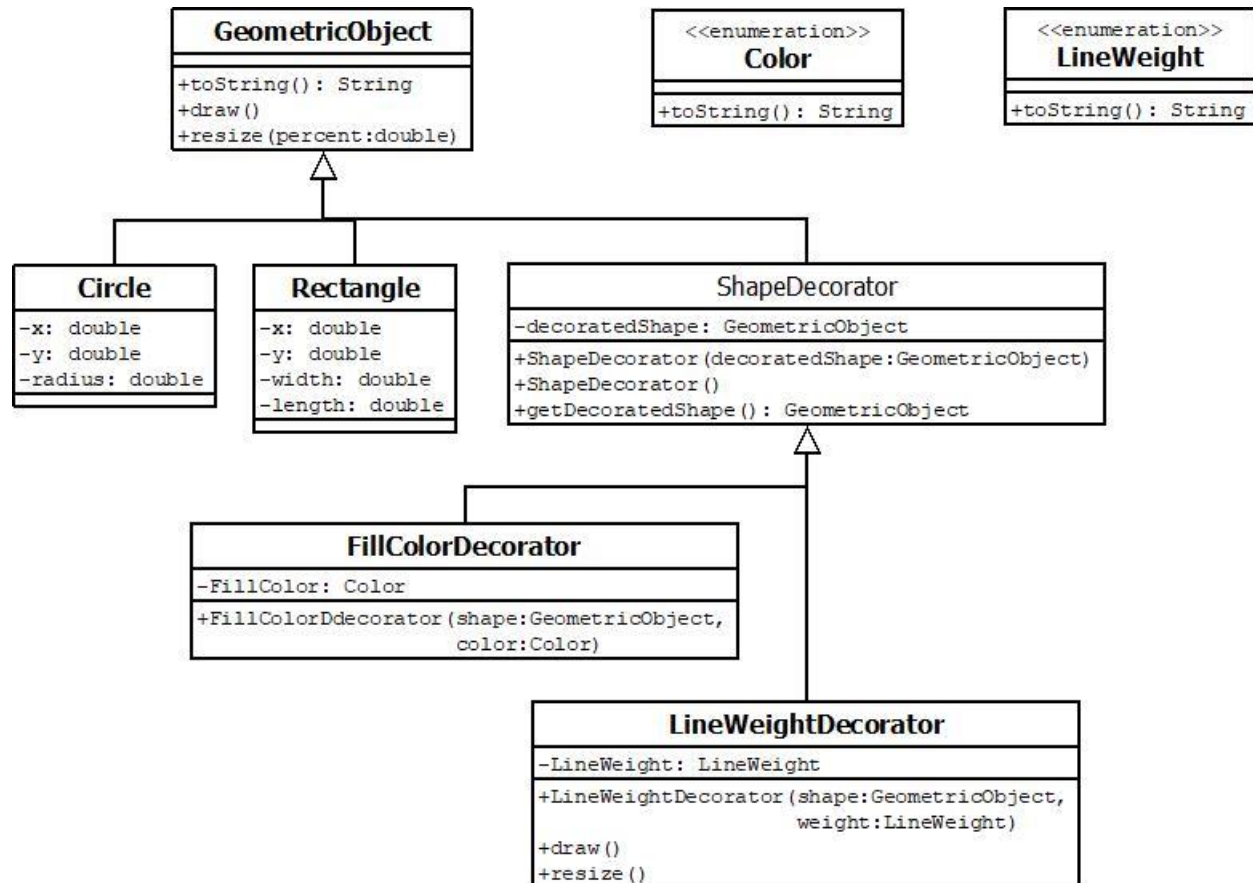 GeometricObject
+toString(): String
+draw()
+resize(percent:double)
<<enumeration>>
Color
+toString(): String
<<enumeration>>
LineWeight
+toString(): String
Circle
-x: double
-y: double
-radius: double
Rectangle
-x: double
-y: double
-width: double
-length: double
ShapeDecorator
-decoratedShape: GeometricObject
+ShapeDecorator(decoratedShape:GeometricObject)
+ShapeDecorator()
+getDecoratedShape(): GeometricObject
FillColorDecorator
-FillColor: Color
+FillColorDdecorator(shape:GeometricObject,
color:Color)
LineWeightDecorator
-LineWeight: LineWeight
+LineWeightDecorator(shape:GeometricObject,
weight:LineWeight)
+draw()
+resize()